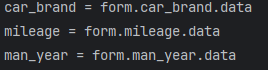 car_brand = form.car_brand.data
mileage = form.mileage.data
man_year = form.man_year.data